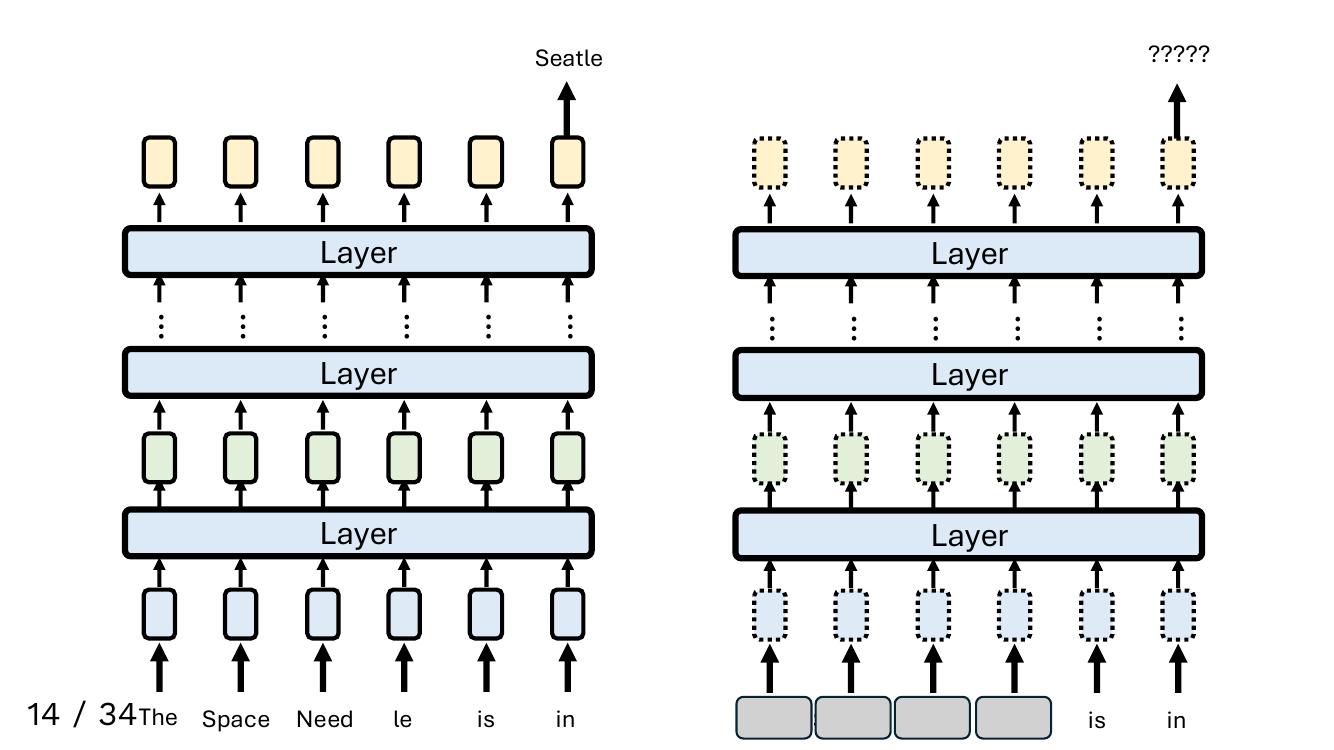 Seatle
?????
Layer
Layer
Layer
Layer
Layer
Layer
14 / 34
The Space Need le is in
is in